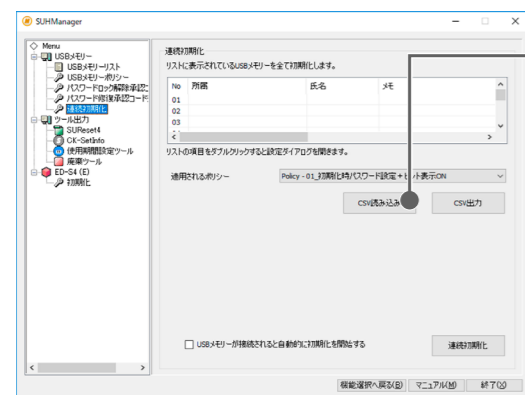 SUHManager
Menu
USBメモリー
USBメモリーリスト
USBメモリーポリシー
パスワードロック解除承認コ
パスワード修復承認コード
連続初期化
ツール出力
SUReset4
CK-SetInfo
使用期間設定ツール
廃棄ツール
ED-S4 (E)
初期化
連続初期化
リストに表示されているUSBメモリーを全て初期化します。
No 所属 氏名 メモ
01
02
03
リストの項目をダブルクリックすると設定ダイアログを開きます。
適用されるポリシー Policy - 01_初期化時パスワード設定+ヒント表示ON
CSV読み込み CSV出力
USBメモリーが接続されると自動的に初期化を開始する 連続初期化
機能選択へ戻る(B) マニュアル(M) 終了(X)